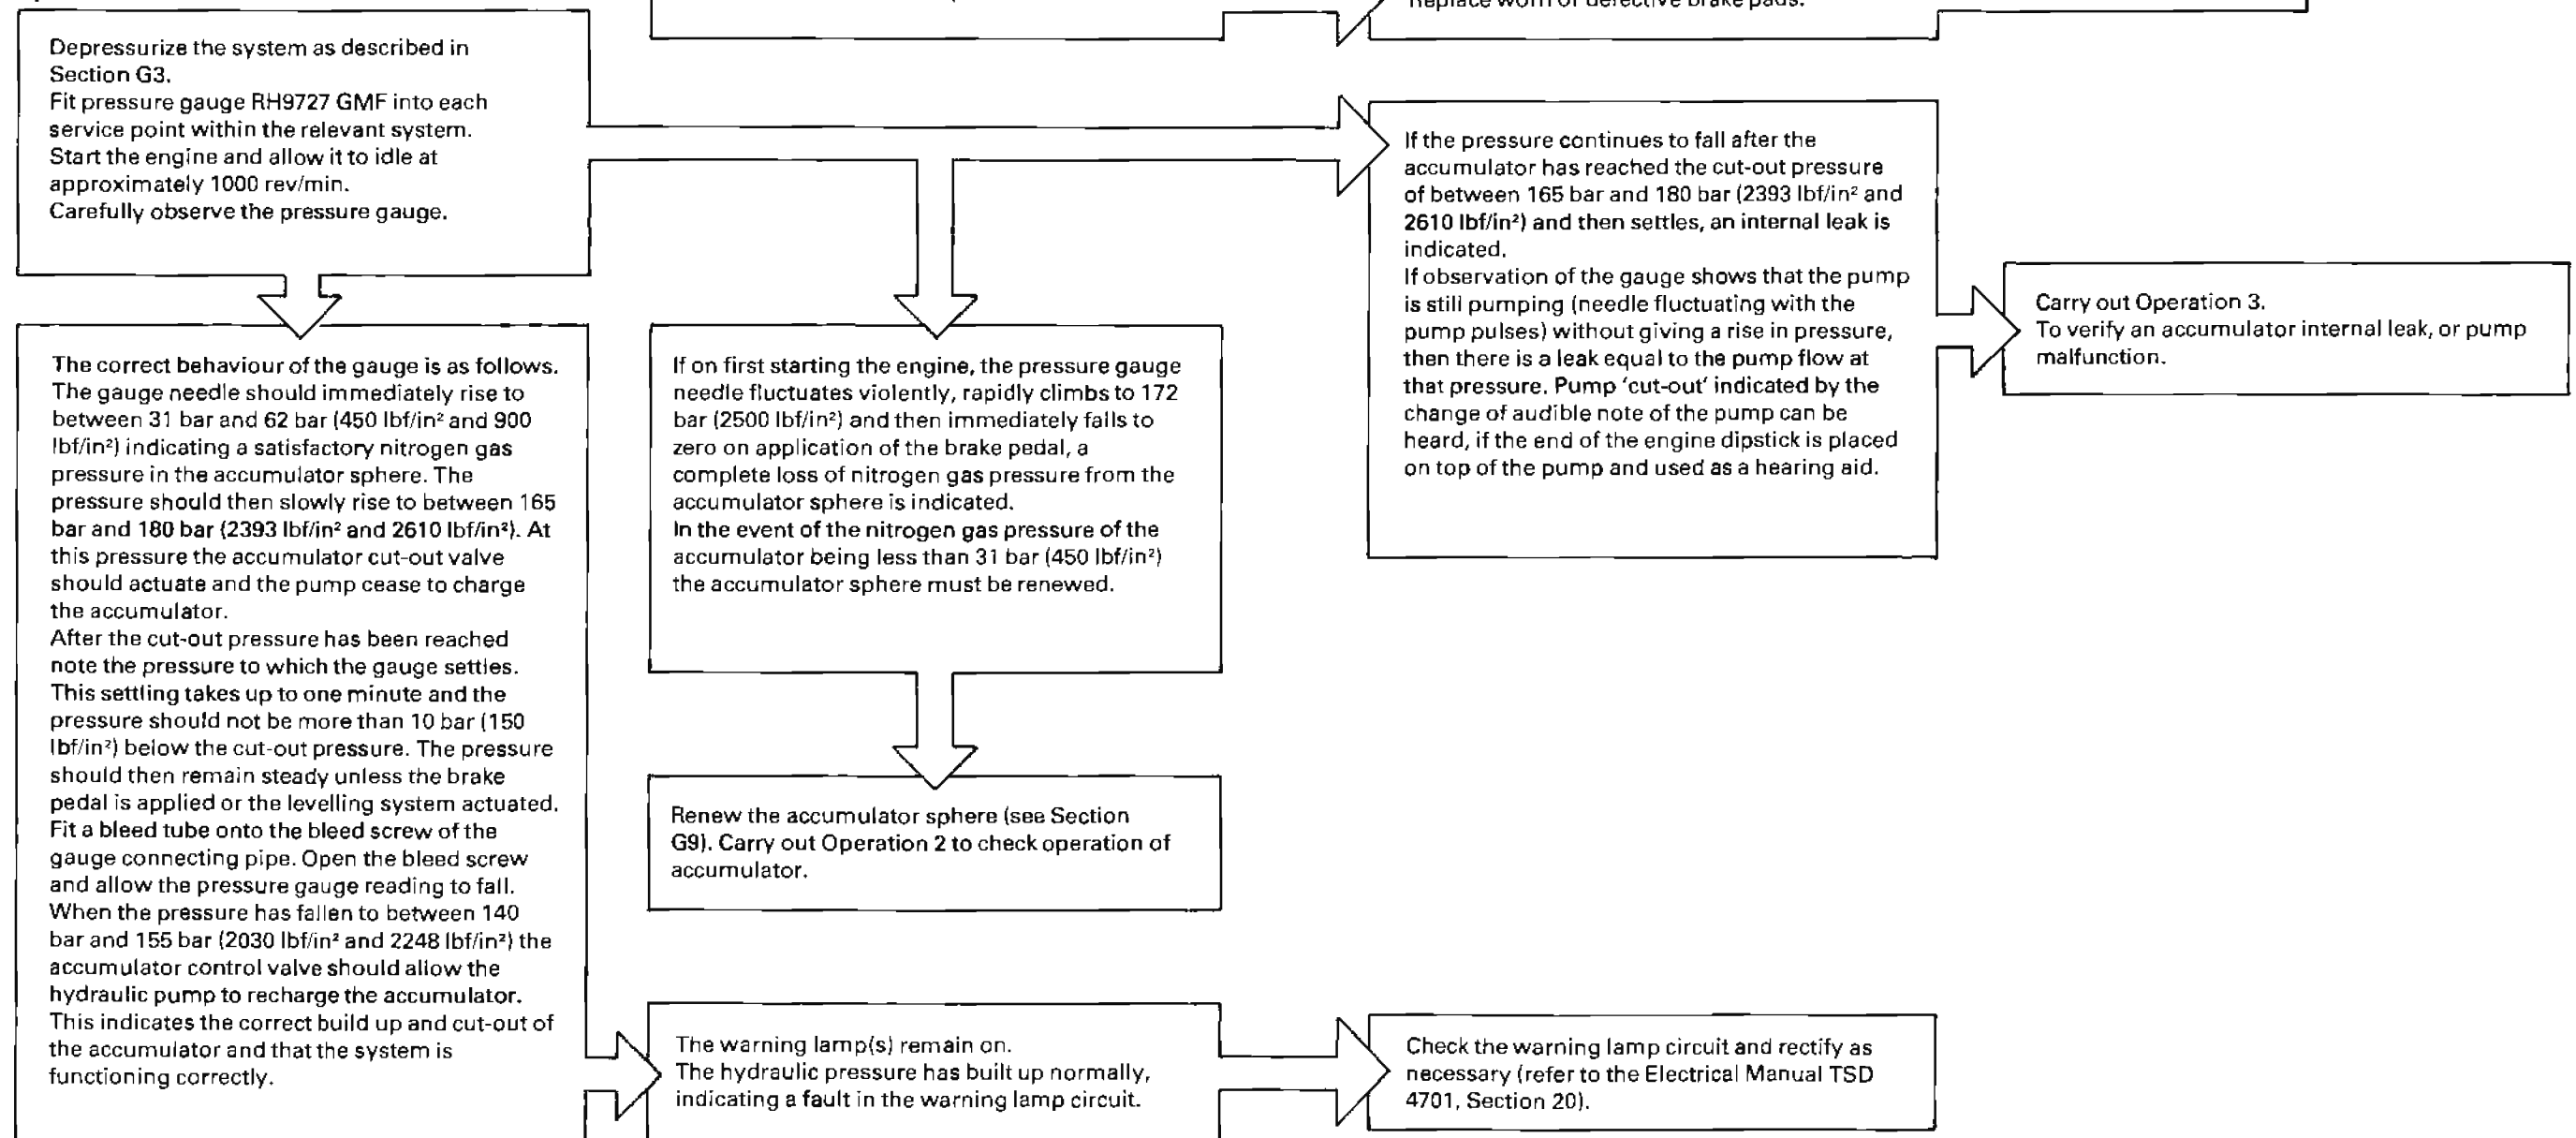 Replace worn or defective brake pads.
Depressurize the system as described in
Section G3.
Fit pressure gauge RH9727 GMF into each
service point within the relevant system.
Start the engine and allow it to idle at
approximately 1000 rev/min.
Carefully observe the pressure gauge.
If the pressure continues to fall after the
accumulator has reached the cut-out pressure
of between 165 bar and 180 bar (2393 lbf/in² and
2610 lbf/in²) and then settles, an internal leak is
indicated.
If observation of the gauge shows that the pump
is still pumping (needle fluctuating with the
pump pulses) without giving a rise in pressure,
then there is a leak equal to the pump flow at
that pressure. Pump ‘cut-out’ indicated by the
change of audible note of the pump can be
heard, if the end of the engine dipstick is placed
on top of the pump and used as a hearing aid.
Carry out Operation 3.
To verify an accumulator internal leak, or pump
malfunction.
The correct behaviour of the gauge is as follows.
The gauge needle should immediately rise to
between 31 bar and 62 bar (450 lbf/in² and 900
lbf/in²) indicating a satisfactory nitrogen gas
pressure in the accumulator sphere. The
pressure should then slowly rise to between 165
bar and 180 bar (2393 lbf/in² and 2610 lbf/in²). At
this pressure the accumulator cut-out valve
should actuate and the pump cease to charge
the accumulator.
After the cut-out pressure has been reached
note the pressure to which the gauge settles.
This settling takes up to one minute and the
pressure should not be more than 10 bar (150
lbf/in²) below the cut-out pressure. The pressure
should then remain steady unless the brake
pedal is applied or the levelling system actuated.
Fit a bleed tube onto the bleed screw of the
gauge connecting pipe. Open the bleed screw
and allow the pressure gauge reading to fall.
When the pressure has fallen to between 140
bar and 155 bar (2030 lbf/in² and 2248 lbf/in²) the
accumulator control valve should allow the
hydraulic pump to recharge the accumulator.
This indicates the correct build up and cut-out of
the accumulator and that the system is
functioning correctly.
If on first starting the engine, the pressure gauge
needle fluctuates violently, rapidly climbs to 172
bar (2500 lbf/in²) and then immediately falls to
zero on application of the brake pedal, a
complete loss of nitrogen gas pressure from the
accumulator sphere is indicated.
In the event of the nitrogen gas pressure of the
accumulator being less than 31 bar (450 lbf/in²)
the accumulator sphere must be renewed.
Renew the accumulator sphere (see Section
G9). Carry out Operation 2 to check operation of
accumulator.
The warning lamp(s) remain on.
The hydraulic pressure has built up normally,
indicating a fault in the warning lamp circuit.
Check the warning lamp circuit and rectify as
necessary (refer to the Electrical Manual TSD
4701, Section 20).